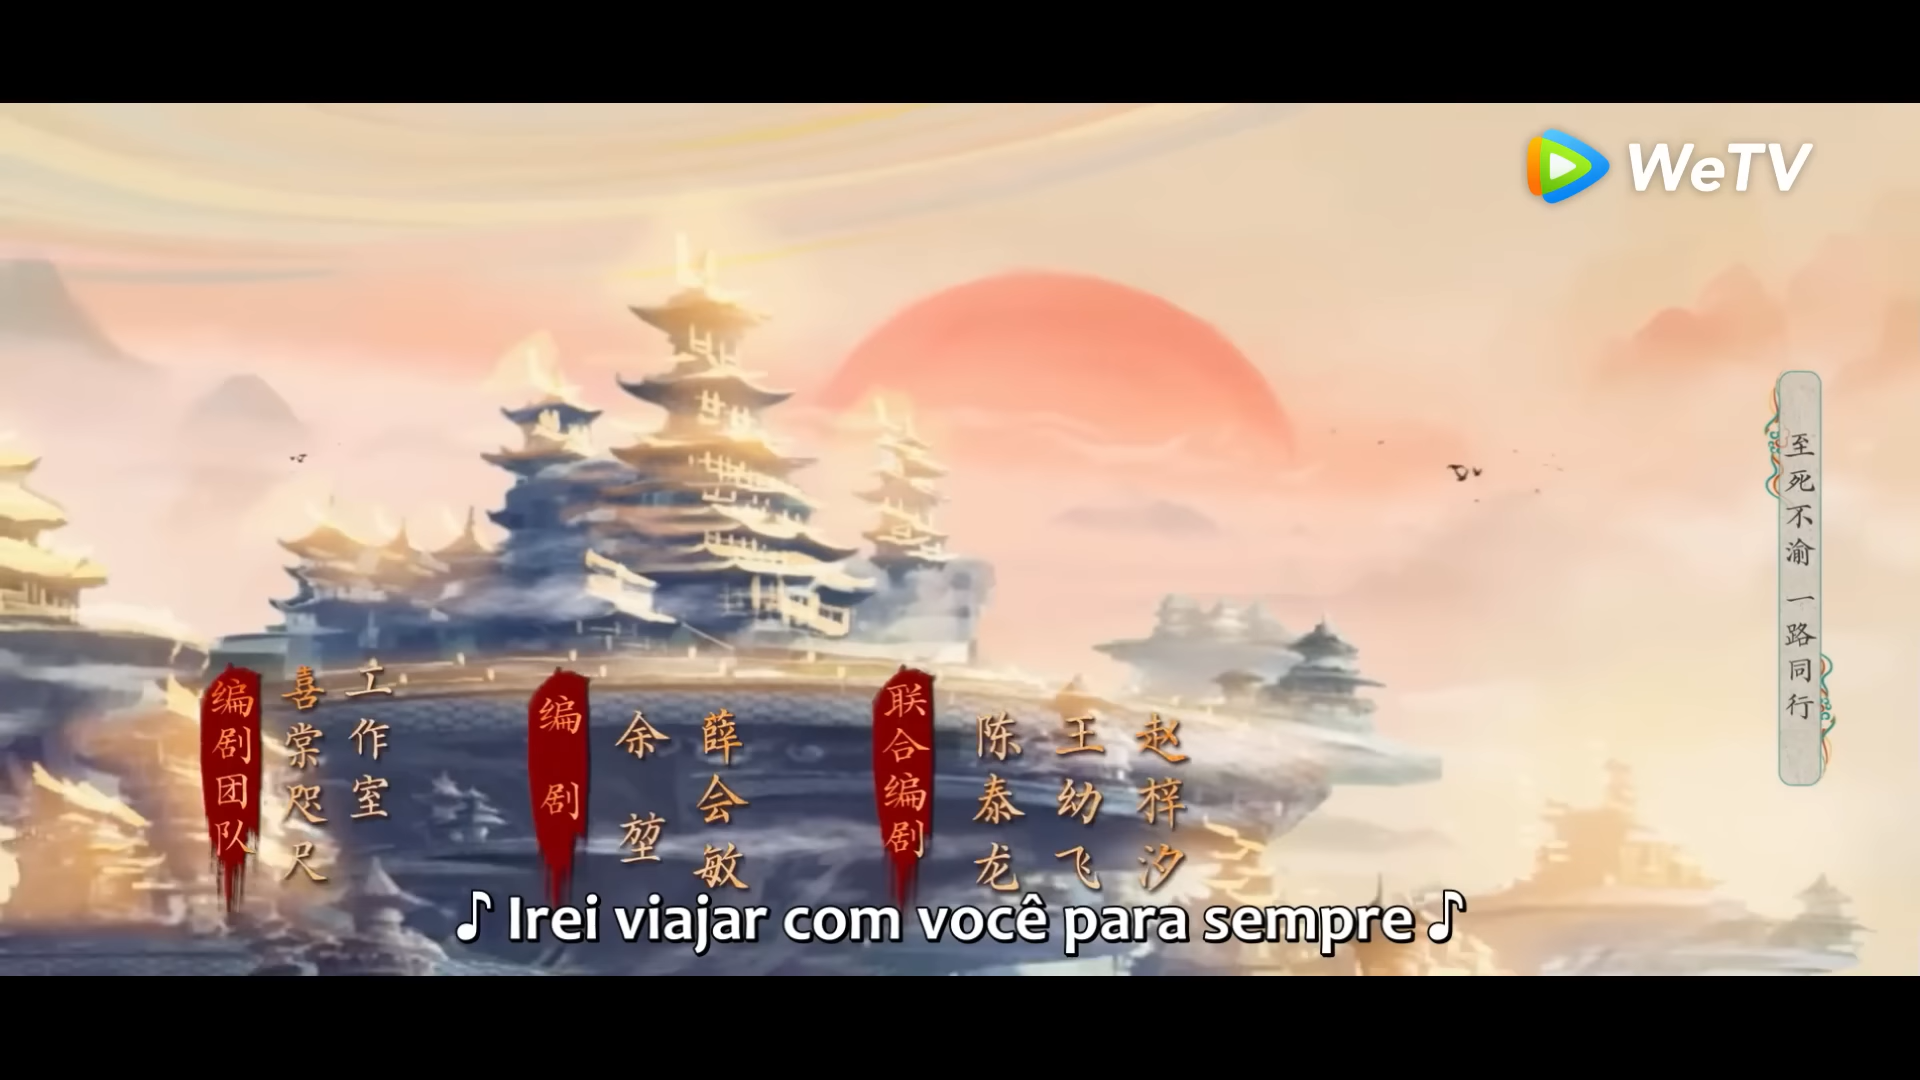 WeTV
至死不渝 一路同行
编剧团队
喜棠咫尺
工作室
编剧
余堃
薛会敏
联合编剧
陈泰龙
王幼飞
赵梓汐
♪ Irei viajar com você para sempre ♪